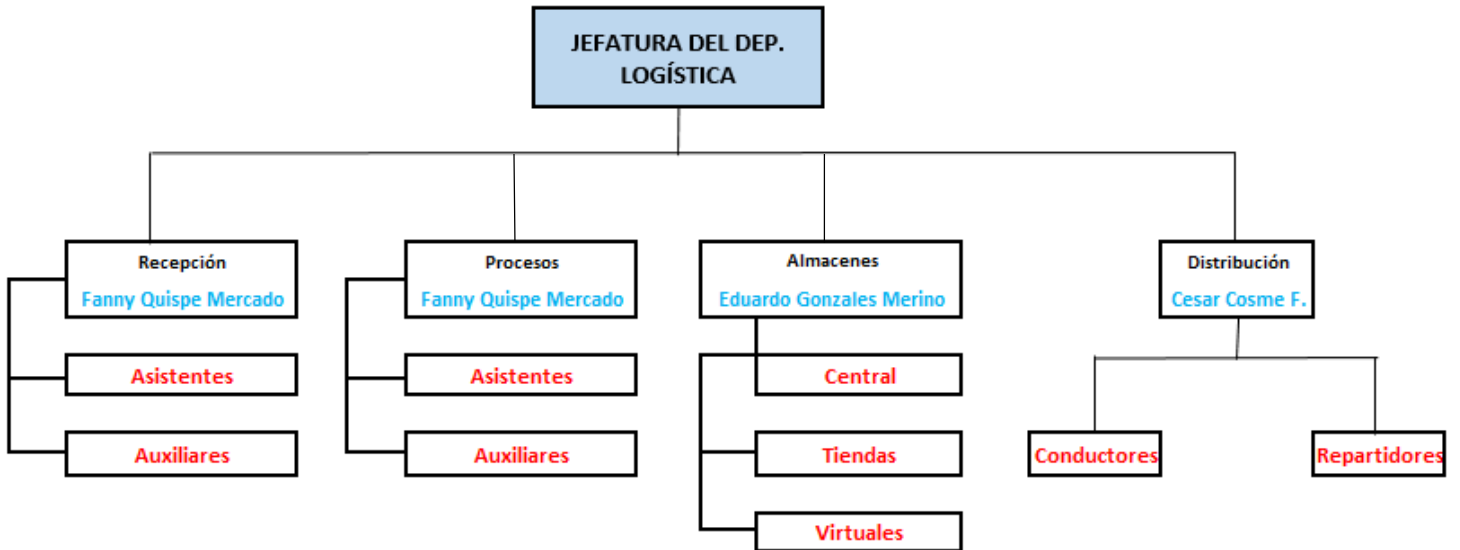 JEFATURA DEL DEP.
LOGÍSTICA
Recepción
Fanny Quispe Mercado
Asistentes
Auxiliares
Procesos
Fanny Quispe Mercado
Asistentes
Auxiliares
Almacenes
Eduardo Gonzales Merino
Central
Tiendas
Virtuales
Distribución
Cesar Cosme F.
Conductores
Repartidores